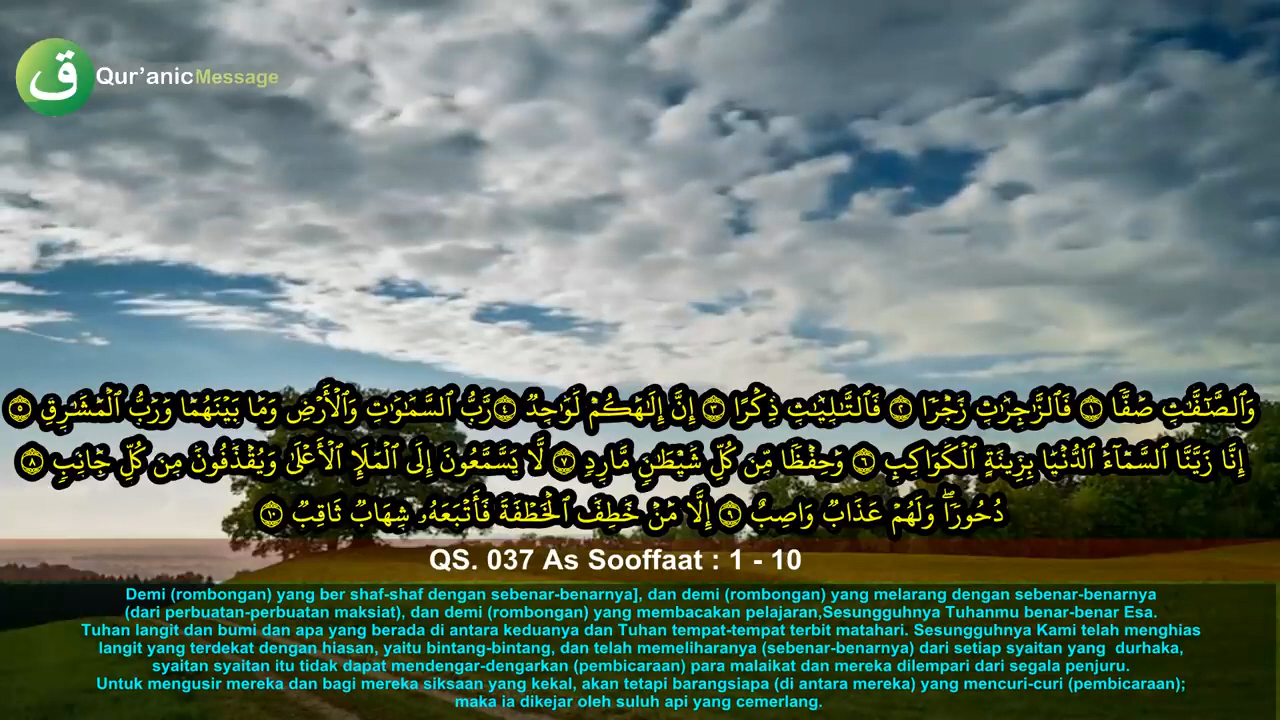 ق
Qur'anicMessage
وَٱلصَّٰٓفَّٰتِ صَفًّا ١ فَٱلزَّٰجِرَٰتِ زَجْرًا ٢ فَٱلتَّٰلِيَٰتِ ذِكْرًا ٣ إِنَّ إِلَٰهَكُمْ لَوَٰحِدٌ ٤ رَّبُّ ٱلسَّمَٰوَٰتِ وَٱلْأَرْضِ وَمَا بَيْنَهُمَا وَرَبُّ ٱلْمَشَٰرِقِ ٥
إِنَّا زَيَّنَّا ٱلسَّمَآءَ ٱلدُّنْيَا بِزِينَةٍ ٱلْكَوَاكِبِ ٦ وَحِفْظًا مِّن كُلِّ شَيْطَٰنٍ مَّارِدٍ ٧ لَّا يَسَّمَّعُونَ إِلَى ٱلْمَلَإِ ٱلْأَعْلَىٰ وَيُقْذَفُونَ مِن كُلِّ جَانِبٍ ٨
دُحُورًا ۖ وَلَهُمْ عَذَابٌ وَاصِبٌ ٩ إِلَّا مَنْ خَطِفَ ٱلْخَطْفَةَ فَأَتْبَعَهُۥ شِهَابٌ ثَاقِبٌ ١٠
QS. 037 As Sooffaat : 1 - 10
Demi (rombongan) yang ber shaf-shaf dengan sebenar-benarnya], dan demi (rombongan) yang melarang dengan sebenar-benarnya
(dari perbuatan-perbuatan maksiat), dan demi (rombongan) yang membacakan pelajaran,Sesungguhnya Tuhanmu benar-benar Esa.
Tuhan langit dan bumi dan apa yang berada di antara keduanya dan Tuhan tempat-tempat terbit matahari. Sesungguhnya Kami telah menghias
langit yang terdekat dengan hiasan, yaitu bintang-bintang, dan telah memeliharanya (sebenar-benarnya) dari setiap syaitan yang durhaka,
syaitan syaitan itu tidak dapat mendengar-dengarkan (pembicaraan) para malaikat dan mereka dilempari dari segala penjuru.
Untuk mengusir mereka dan bagi mereka siksaan yang kekal, akan tetapi barangsiapa (di antara mereka) yang mencuri-curi (pembicaraan);
maka ia dikejar oleh suluh api yang cemerlang.